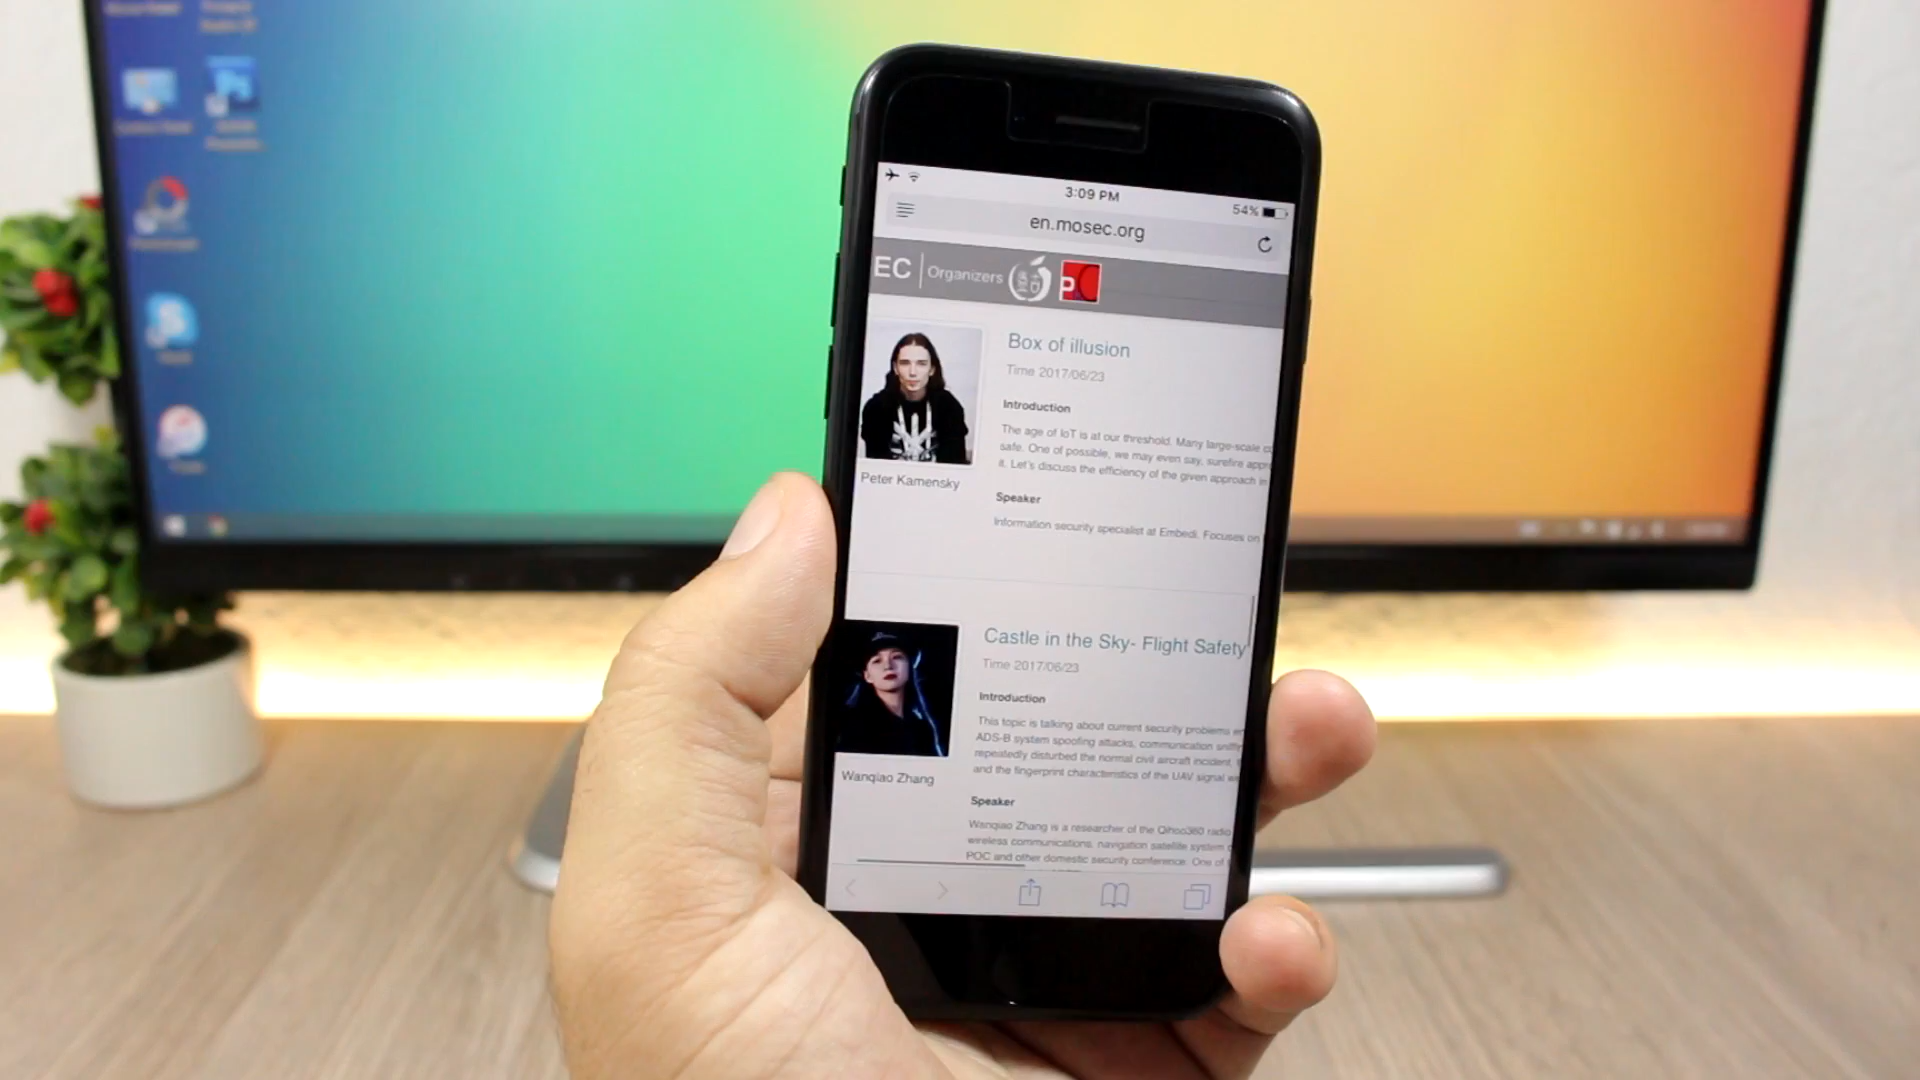 3:09 PM
54%
en.mosec.org
EC Organizers
PC
Box of illusion
Time 2017/06/23
Introduction
The age of IoT is at our threshold. Many large-scale
safe. One of possible, we may even say, surefire appr
it. Let's discuss the efficiency of the given approach in
Peter Kamensky
Speaker
Information security specialist at Embedi. Focuses on
Castle in the Sky- Flight Safety
Time 2017/06/23
Introduction
This topic is talking about current security problems
ADS-B system spoofing attacks, communication sniffi
repeatedly disturbed the normal civil aircraft incident,
and the fingerprint characteristics of the UAV signal
Wanqiao Zhang
Speaker
Wanqiao Zhang is a researcher of the Qihoo360 radio
wireless communications, navigation satellite system
POC and other domestic security conference. One of
Ps